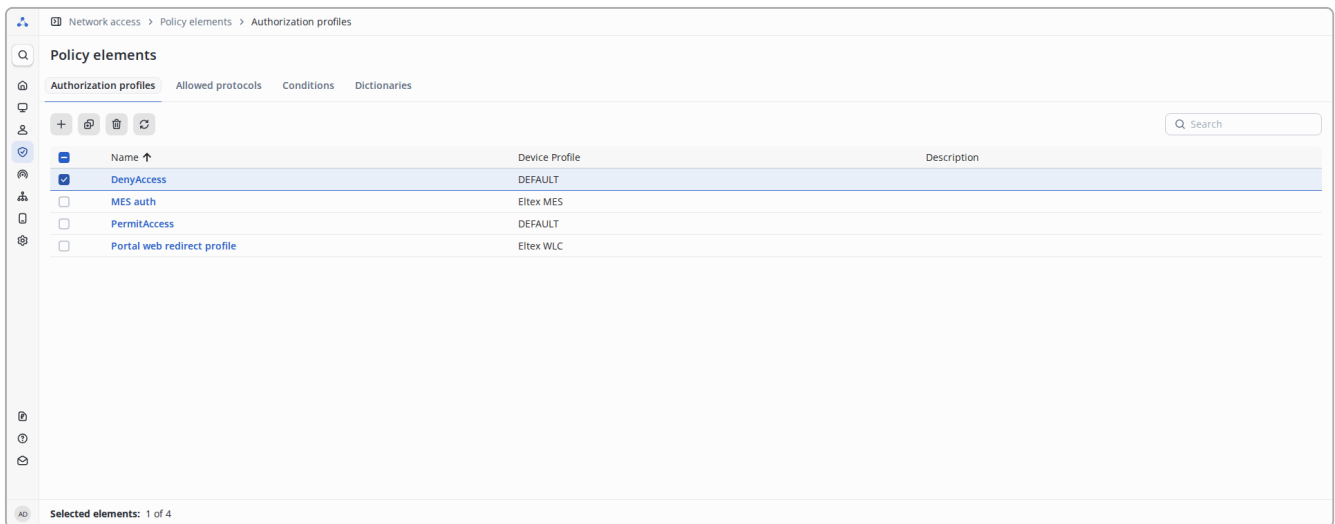 Network access > Policy elements > Authorization profiles
Policy elements
Authorization profiles Allowed protocols Conditions Dictionaries
Search
Name Device Profile Description
DenyAccess DEFAULT
MES auth Eltex MES
PermitAccess DEFAULT
Portal web redirect profile Eltex WLC
AD Selected elements: 1 of 4